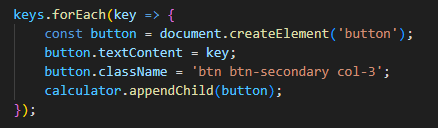 keys.forEach(key => {
    const button = document.createElement('button');
    button.textContent = key;
    button.className = 'btn btn-secondary col-3';
    calculator.appendChild(button);
});